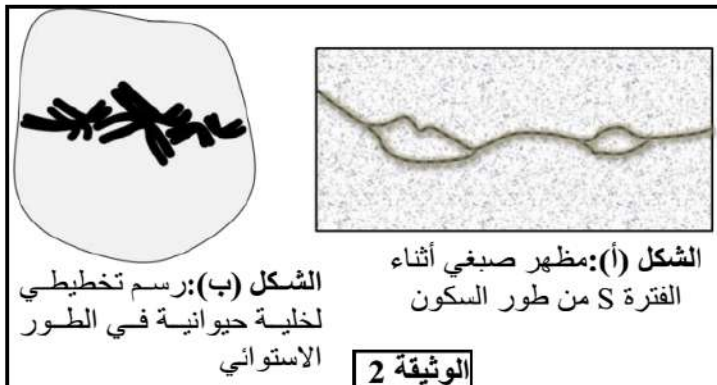 الشكل (أ):مظهر صبغي أثناء
الفترة S من طور السكون
الشكل (ب):رسم تخطيطي
لخلية حيوانية في الطور
الاستوائي
الوثيقة 2